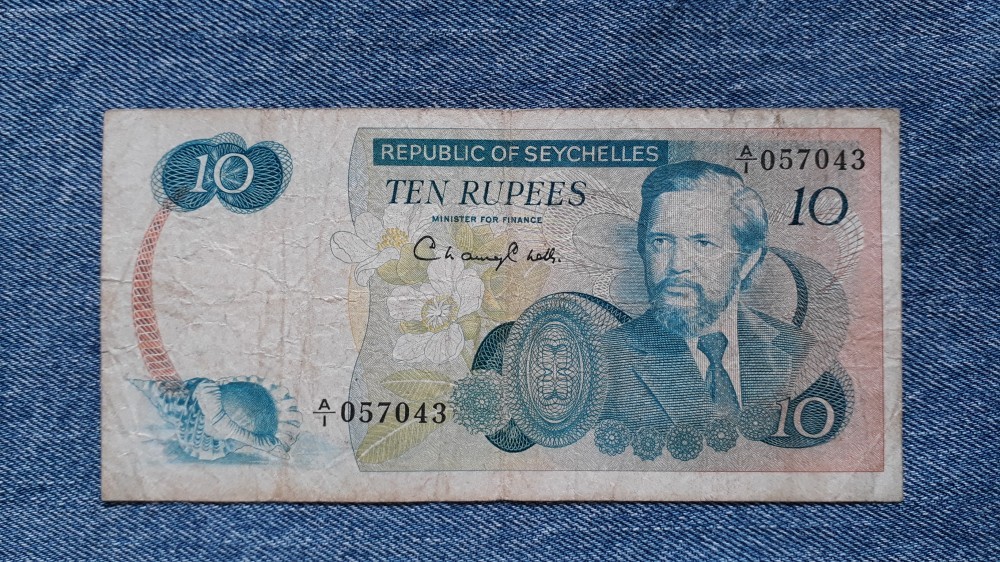 10
REPUBLIC OF SEYCHELLES
A/1 057043
TEN RUPEES
10
MINISTER FOR FINANCE
A/1 057043
10